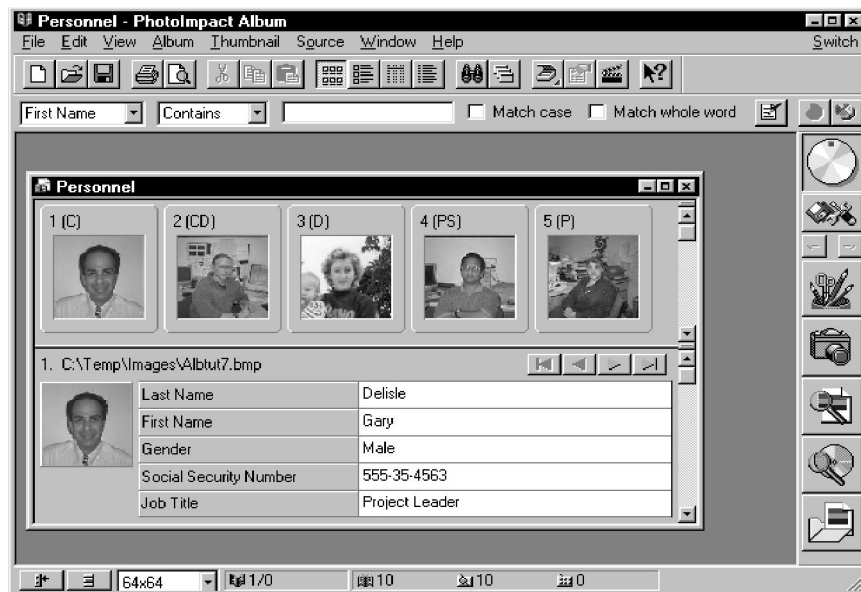 Personnel - PhotoImpact Album
File Edit View Album Thumbnail Source Window Help Switch
First Name Contains Match case Match whole word
Personnel
1 (C) 2 (CD) 3 (D) 4 (PS) 5 (P)
1. C:\Temp\Images\Albtut7.bmp
Last Name Delisle
First Name Gary
Gender Male
Social Security Number 555-35-4563
Job Title Project Leader
64x64 1/0 10 10 0